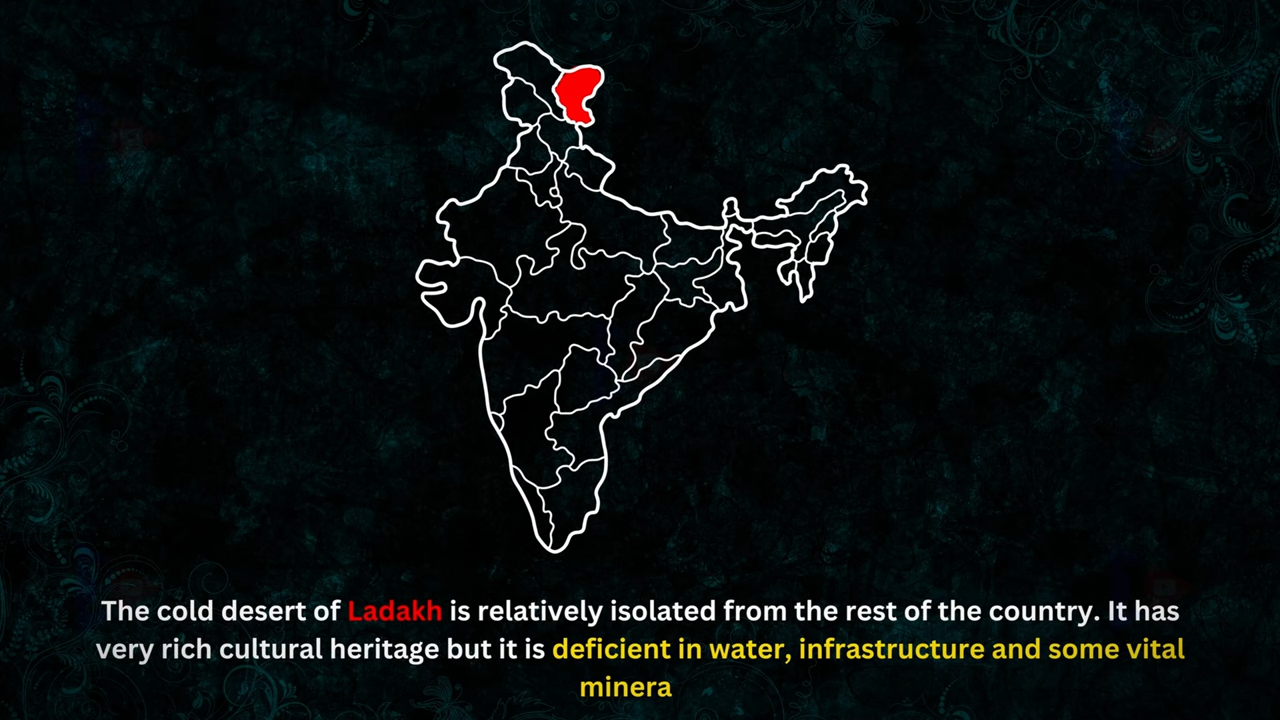 The cold desert of Ladakh is relatively isolated from the rest of the country. It has
very rich cultural heritage but it is deficient in water, infrastructure and some vital
minera